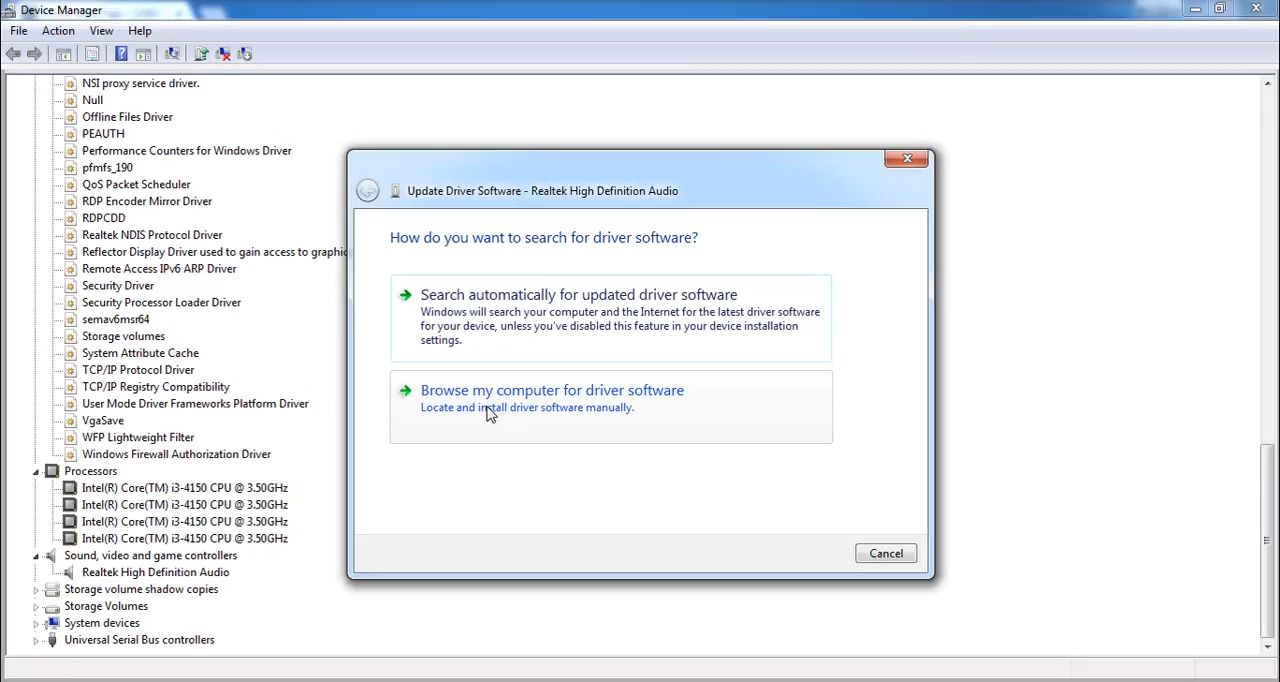 Device Manager
File Action View Help
NSI proxy service driver.
Null
Offline Files Driver
PEAUTH
Performance Counters for Windows Driver
pfmfs_190
QoS Packet Scheduler
RDP Encoder Mirror Driver
RDPCDD
Realtek NDIS Protocol Driver
Reflector Display Driver used to gain access to graphic
Remote Access IPv6 ARP Driver
Security Driver
Security Processor Loader Driver
semav6msr64
Storage volumes
System Attribute Cache
TCP/IP Protocol Driver
TCP/IP Registry Compatibility
User Mode Driver Frameworks Platform Driver
VgaSave
WFP Lightweight Filter
Windows Firewall Authorization Driver
Processors
Intel(R) Core(TM) i3-4150 CPU @ 3.50GHz
Intel(R) Core(TM) i3-4150 CPU @ 3.50GHz
Intel(R) Core(TM) i3-4150 CPU @ 3.50GHz
Intel(R) Core(TM) i3-4150 CPU @ 3.50GHz
Sound, video and game controllers
Realtek High Definition Audio
Storage volume shadow copies
Storage Volumes
System devices
Universal Serial Bus controllers
Update Driver Software - Realtek High Definition Audio
How do you want to search for driver software?
Search automatically for updated driver software
Windows will search your computer and the Internet for the latest driver software
for your device, unless you've disabled this feature in your device installation
settings.
Browse my computer for driver software
Locate and install driver software manually.
Cancel